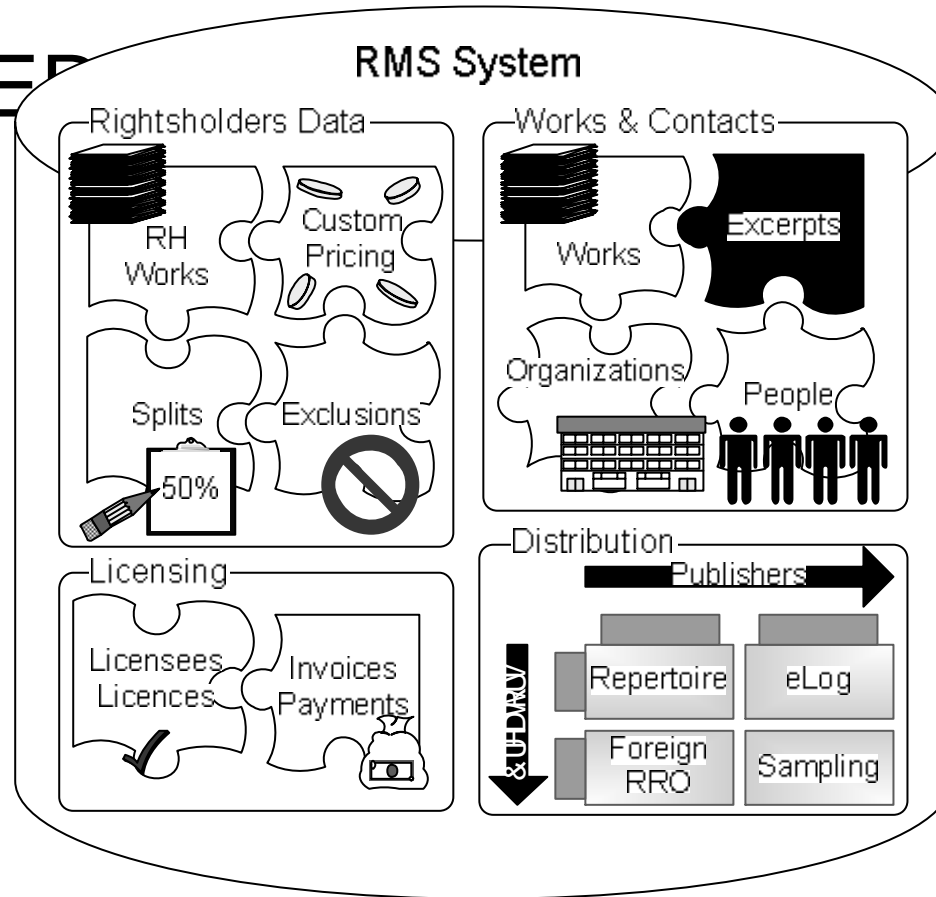 RMS System
Rightsholders Data
RH
Works
Custom
Pricing
Splits
Exclusions
50%
Works & Contacts
Works
Excerpts
Organizations
People
Licensing
Licensees
Licences
Invoices
Payments
Distribution
Publishers
Repertoire
eLog
Foreign
RRO
Sampling